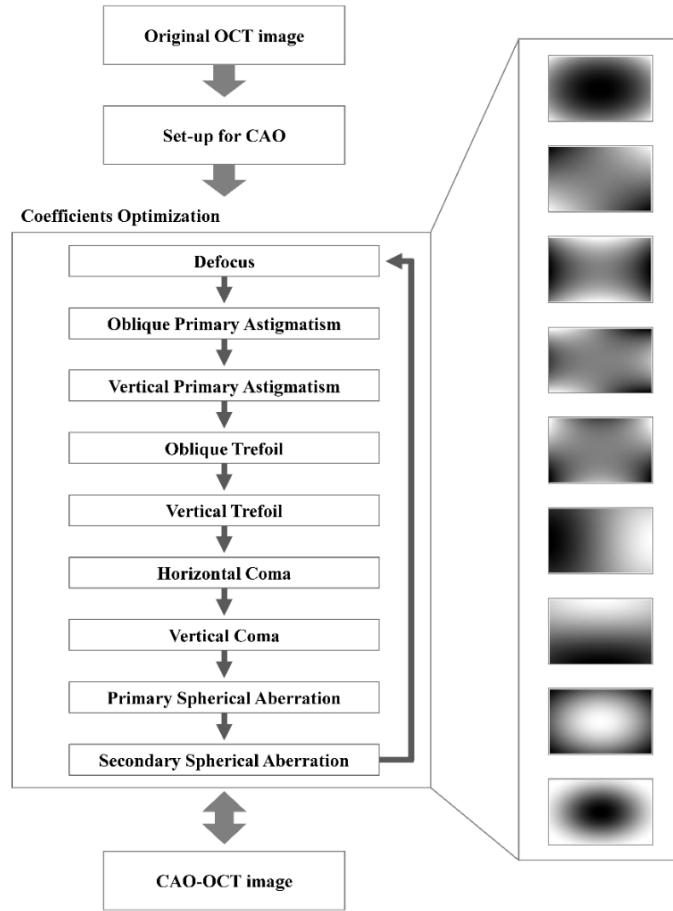 Original OCT image
Set-up for CAO
Coefficients Optimization
Defocus
Oblique Primary Astigmatism
Vertical Primary Astigmatism
Oblique Trefoil
Vertical Trefoil
Horizontal Coma
Vertical Coma
Primary Spherical Aberration
Secondary Spherical Aberration
CAO-OCT image